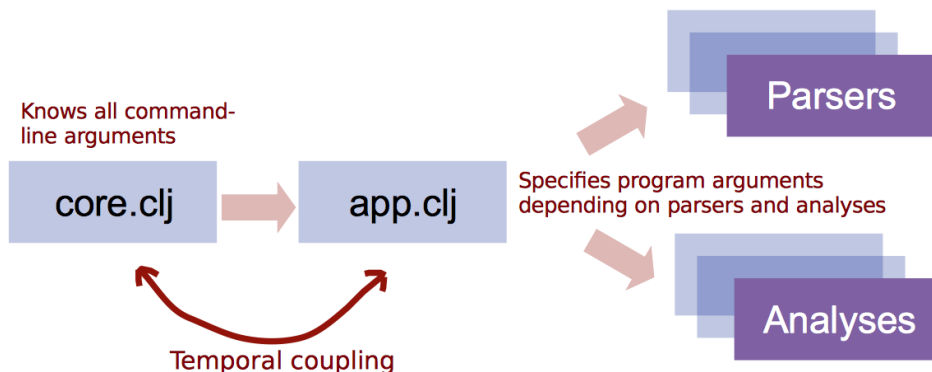 Knows all command-
line arguments
core.clj
app.clj
Parsers
Specifies program arguments
depending on parsers and analyses
Analyses
Temporal coupling